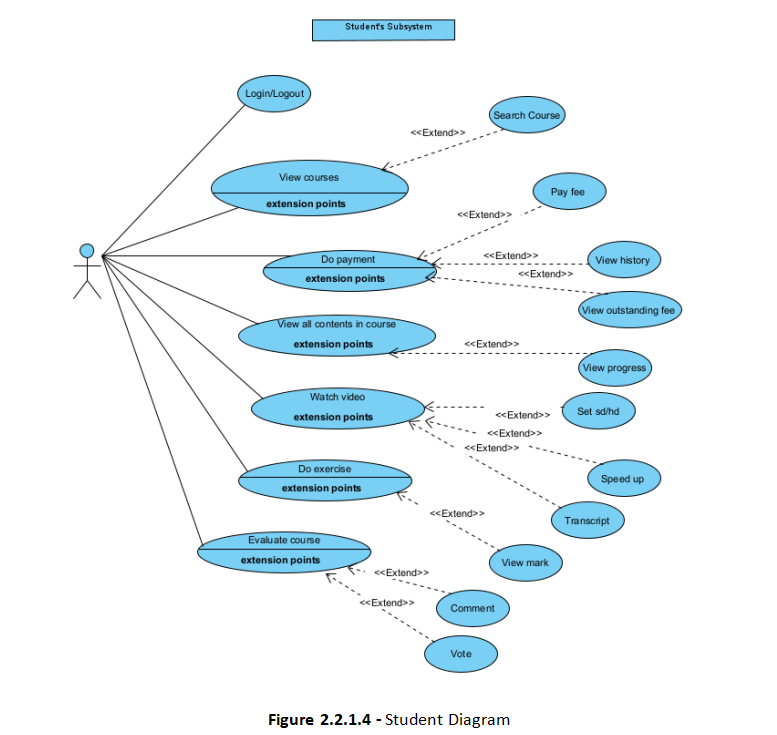 Student's Subsystem
Login/Logout
Search Course
<<Extend>>
View courses
extension points
Pay fee
<<Extend>>
Do payment
extension points
<<Extend>>
View history
<<Extend>>
View outstanding fee
View all contents in course
extension points
<<Extend>>
View progress
Watch video
extension points
<<Extend>>
Set sd/hd
<<Extend>>
<<Extend>>
Speed up
Transcript
Do exercise
extension points
<<Extend>>
View mark
Evaluate course
extension points
<<Extend>>
Comment
<<Extend>>
Vote
Figure 2.2.1.4 - Student Diagram